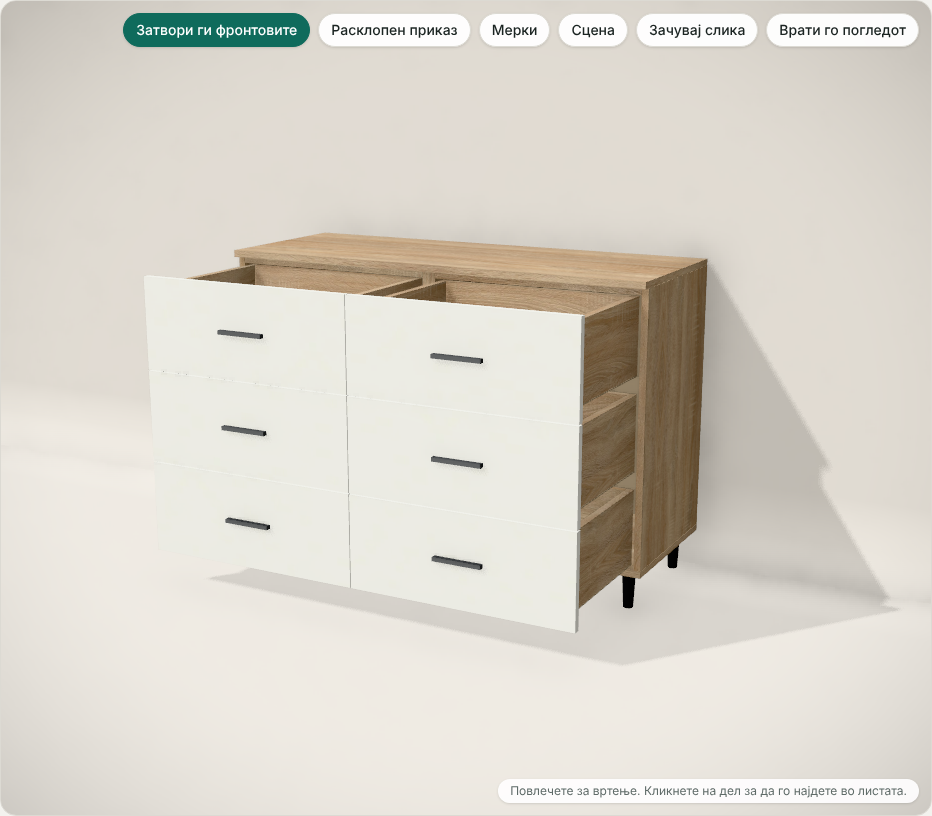 Затвори ги фронтовите
Расклопен приказ
Мерки
Сцена
Зачувај слика
Врати го погледот
Повлечете за вртење. Кликнете на дел за да го најдете во листата.